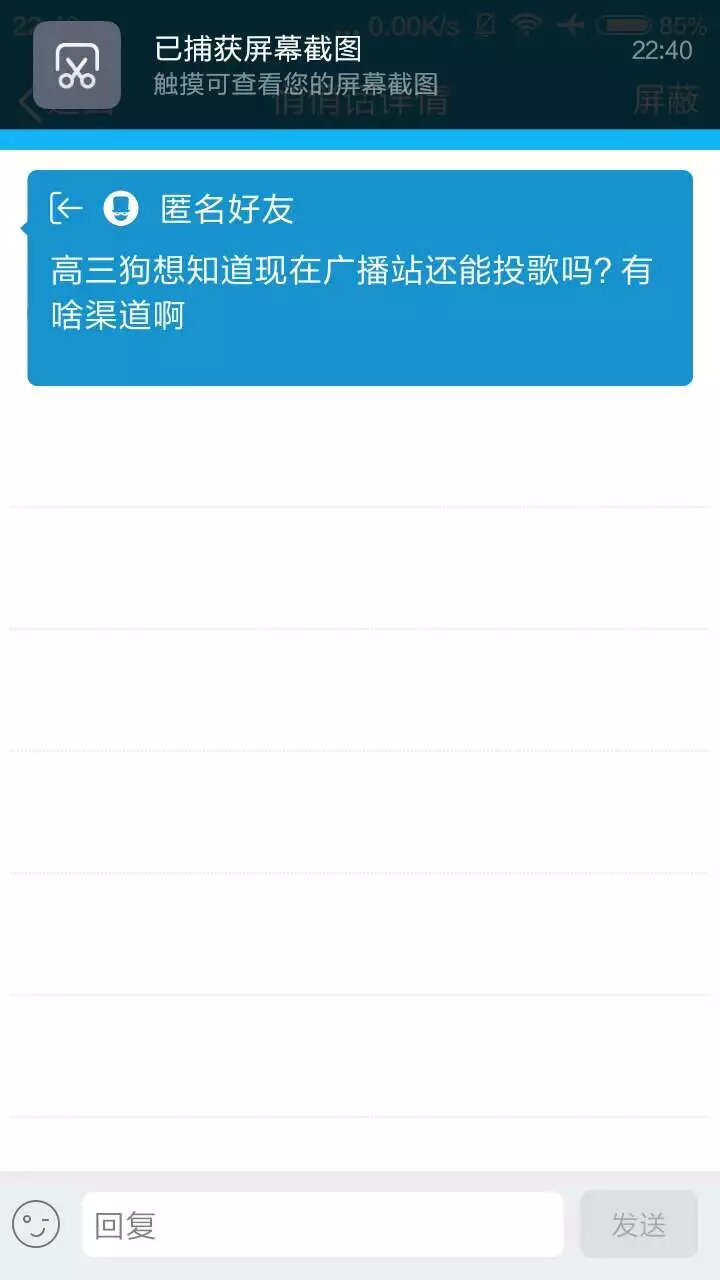 已捕获屏幕截图
22:40
触摸可查看您的屏幕截图
0.00K/s
85%
悄悄话详情
屏蔽
匿名好友
高三狗想知道现在广播站还能投歌吗? 有
啥渠道啊
回复
发送